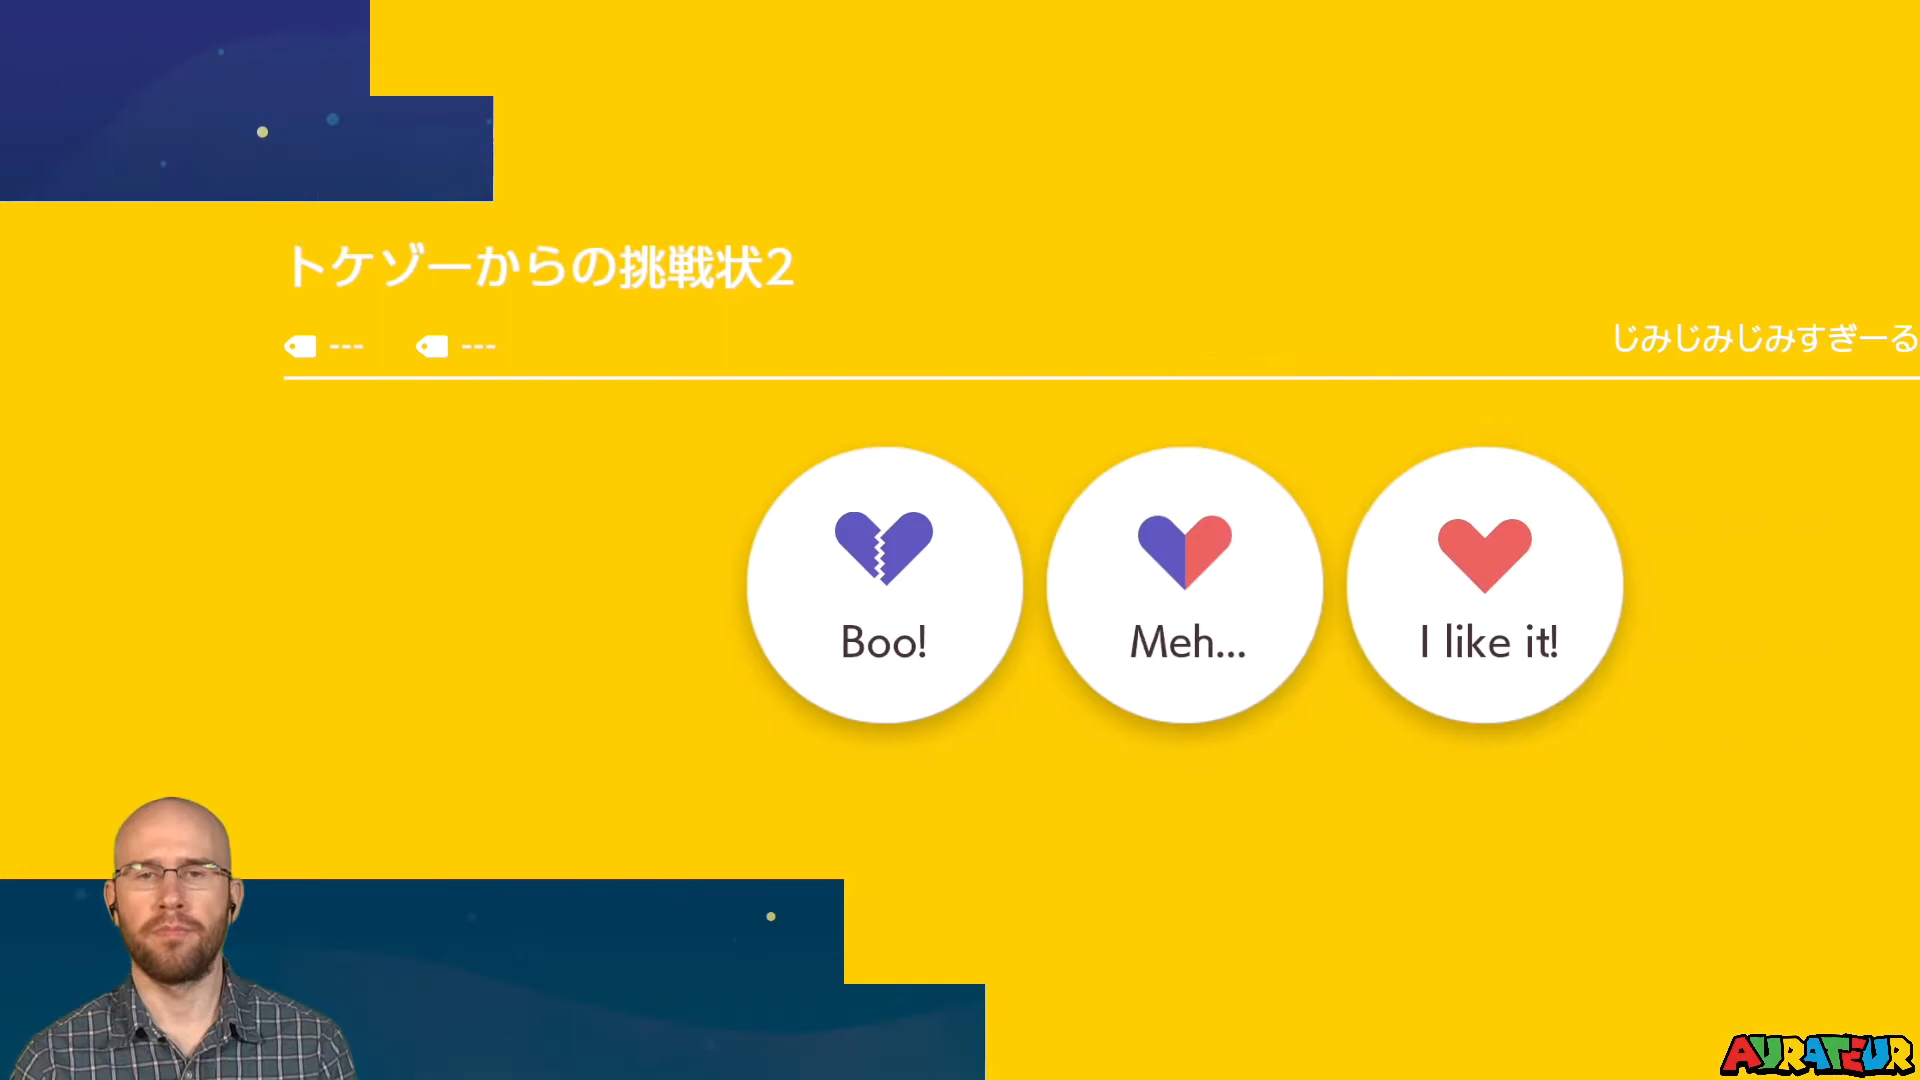 トケゾーからの挑戦状2
--- ---
じみじみじみすぎーる
Boo!
Meh...
I like it!
AURATEUR